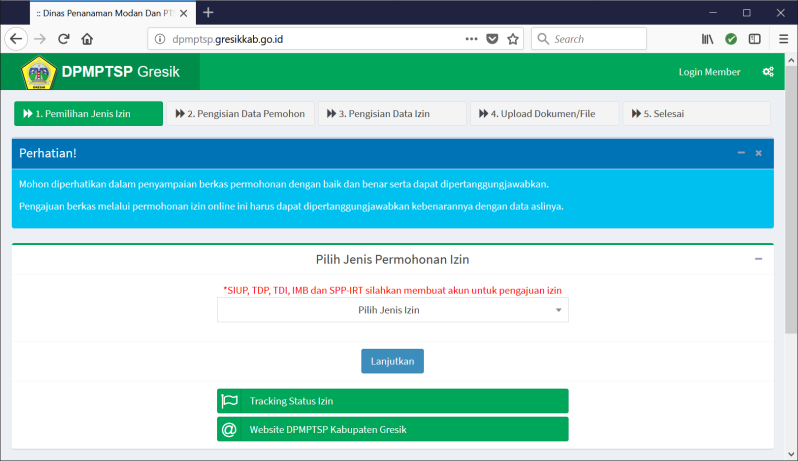 :: Dinas Penanaman Modan Dan PT
dpmptsp.gresikkab.go.id
Search
DPMPTSP Gresik
Login Member
1. Pemilihan Jenis Izin
2. Pengisian Data Pemohon
3. Pengisian Data Izin
4. Upload Dokumen/File
5. Selesai
Perhatian!
Mohon diperhatikan dalam penyampaian berkas permohonan dengan baik dan benar serta dapat dipertanggungjawabkan.
Pengajuan berkas melalui permohonan izin online ini harus dapat dipertanggungjawabkan kebenarannya dengan data aslinya.
Pilih Jenis Permohonan Izin
*SIUP, TDP, TDI, IMB dan SPP-IRT silahkan membuat akun untuk pengajuan izin
Pilih Jenis Izin
Lanjutkan
Tracking Status Izin
Website DPMPTSP Kabupaten Gresik